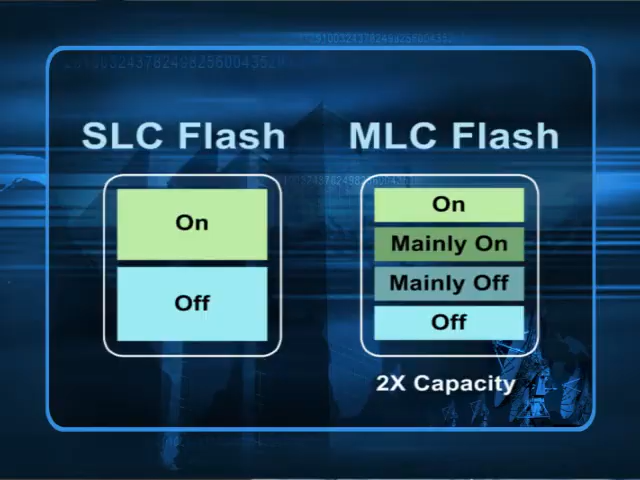 SLC Flash
On
Off
MLC Flash
On
Mainly On
Mainly Off
Off
2X Capacity